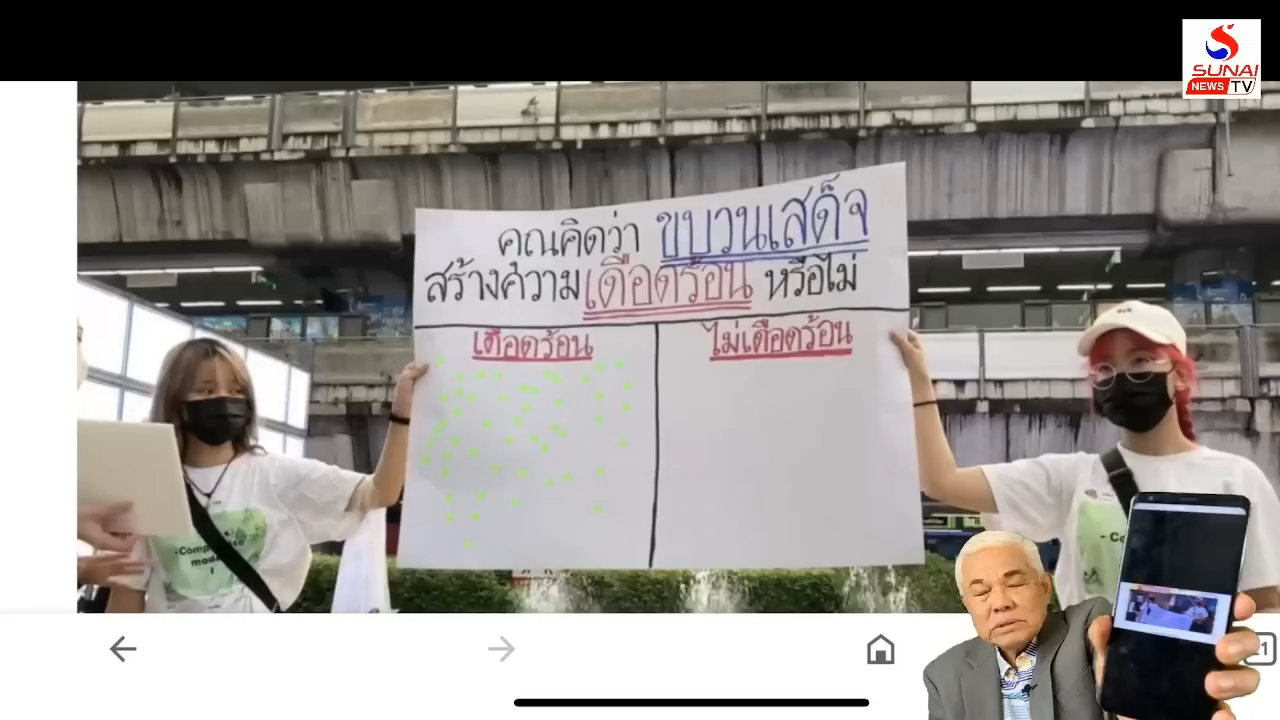 SUNAI
NEWS TV
คุณคิดว่า ขบวนเสด็จ
สร้างความเดือดร้อน หรือไม่
เดือดร้อน
ไม่เดือดร้อน